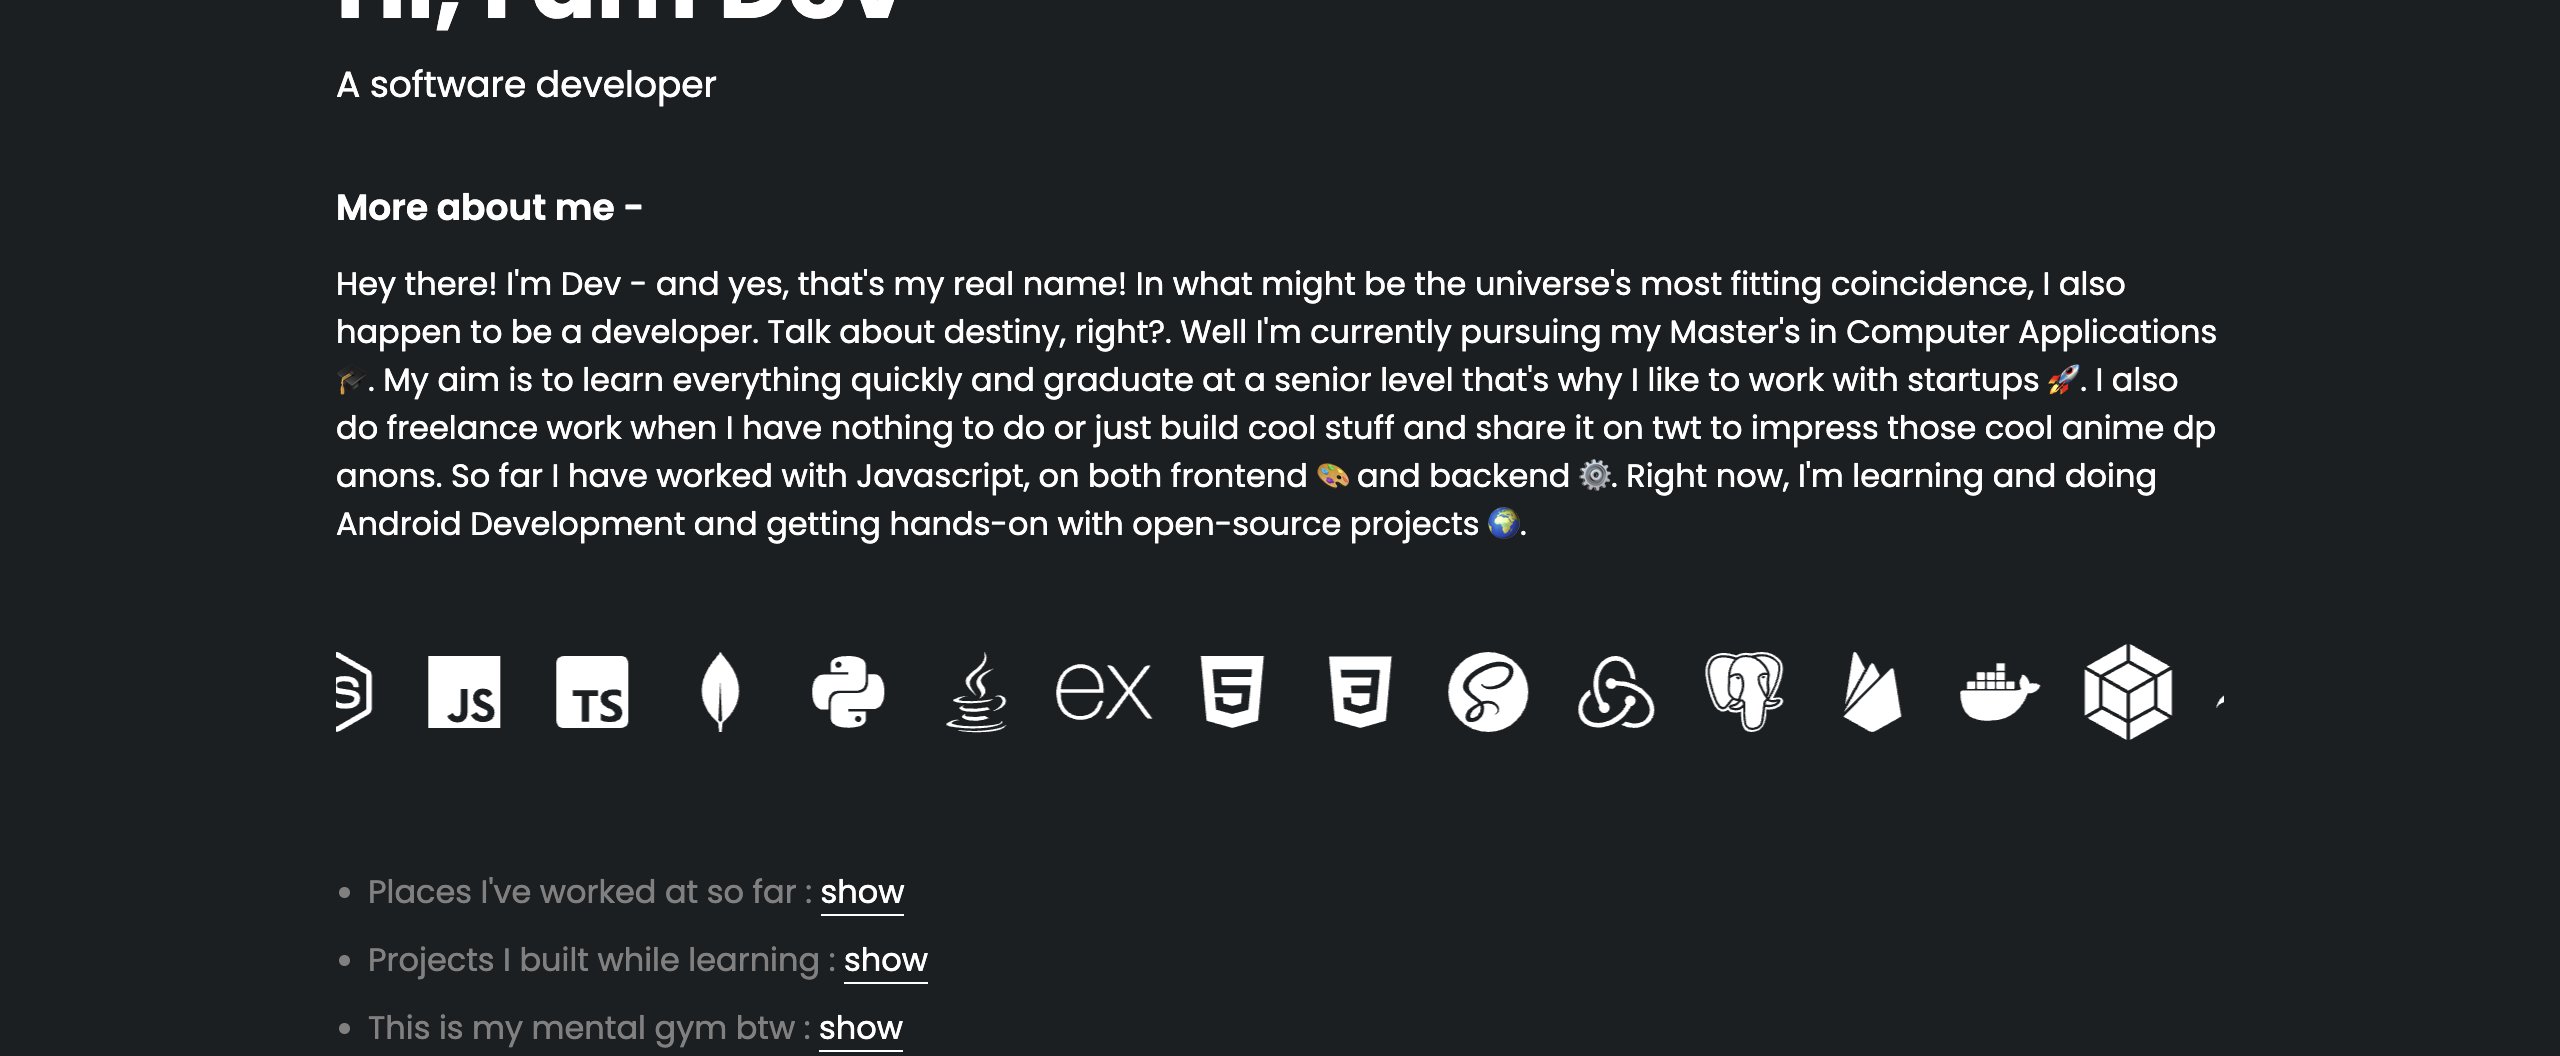 Hi, I am Dev
A software developer
More about me -
Hey there! I'm Dev - and yes, that's my real name! In what might be the universe's most fitting coincidence, I also
happen to be a developer. Talk about destiny, right?. Well I'm currently pursuing my Master's in Computer Applications
🎓. My aim is to learn everything quickly and graduate at a senior level that's why I like to work with startups 🚀. I also
do freelance work when I have nothing to do or just build cool stuff and share it on twt to impress those cool anime dp
anons. So far I have worked with Javascript, on both frontend 🎨 and backend ⚙️. Right now, I'm learning and doing
Android Development and getting hands-on with open-source projects 🌍.
S JS TS ex 5 3 S
• Places I've worked at so far : show
• Projects I built while learning : show
• This is my mental gym btw : show